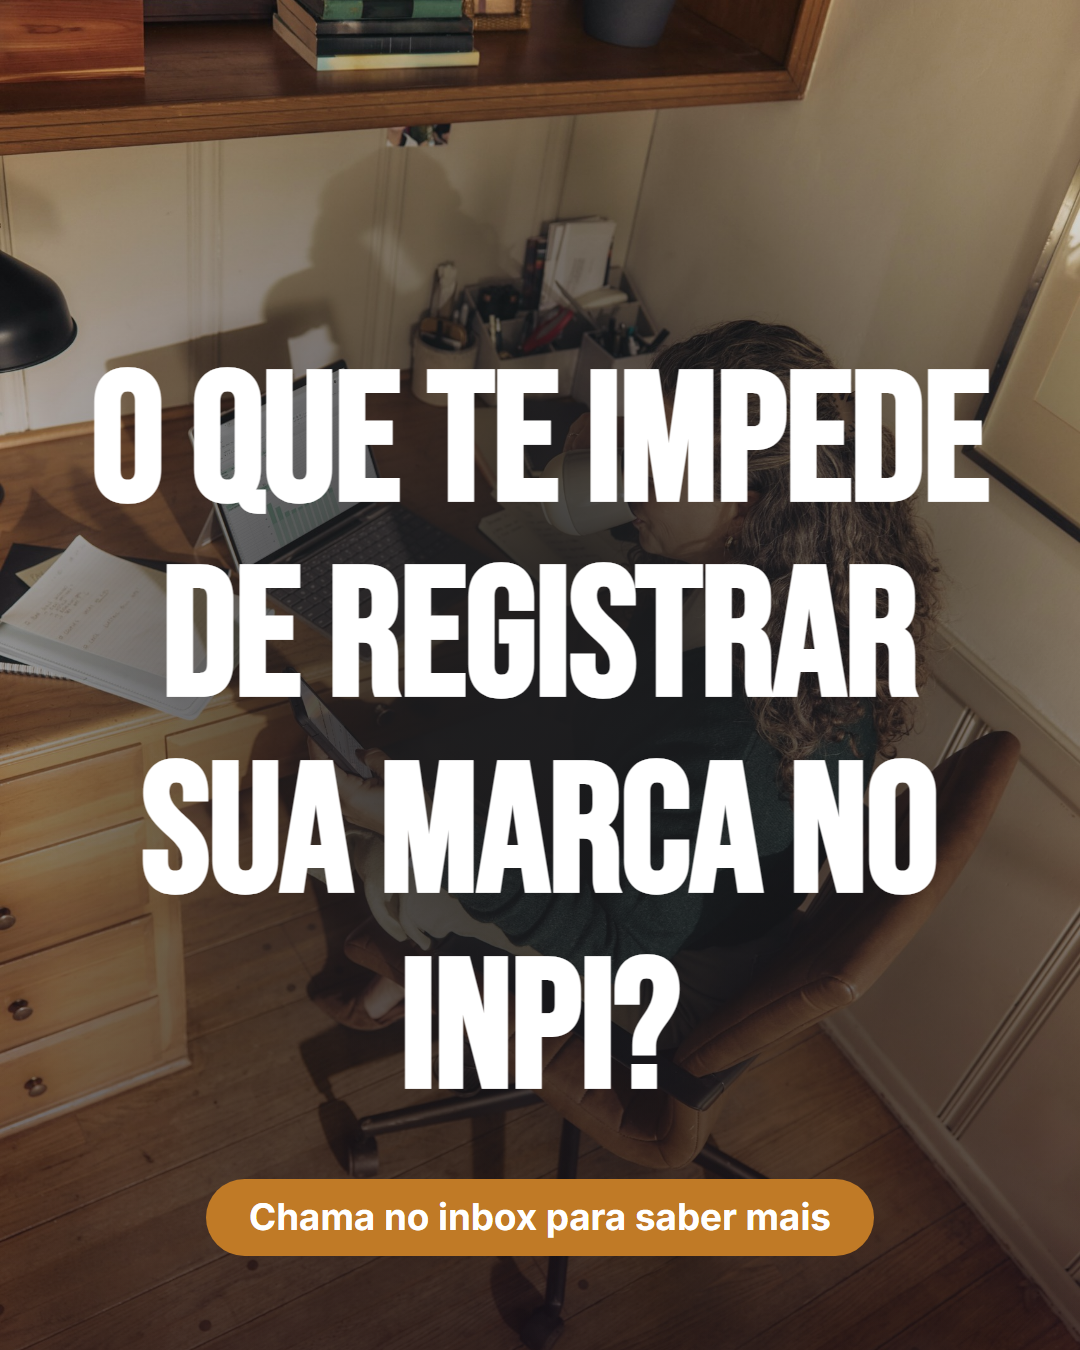 O QUE TE IMPEDE
DE REGISTRAR
SUA MARCA NO
INPI?
Chama no inbox para saber mais